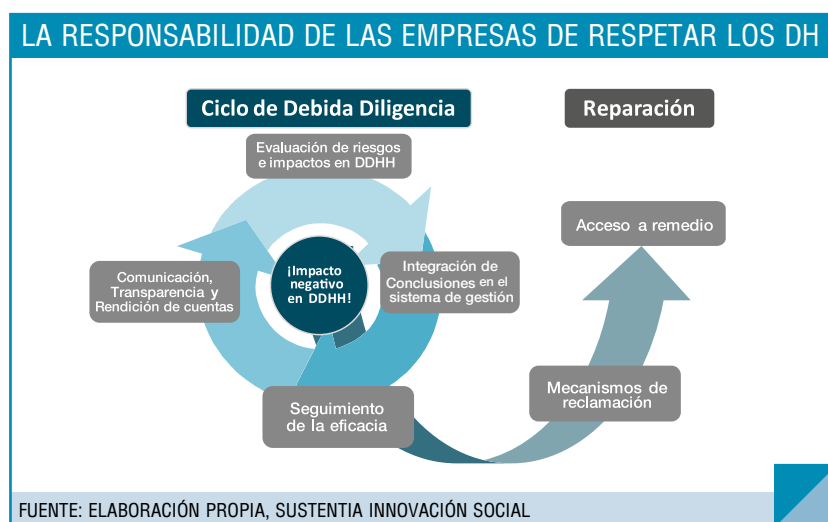 LA RESPONSABILIDAD DE LAS EMPRESAS DE RESPETAR LOS DH
Ciclo de Debida Diligencia
Reparación
Evaluación de riesgos
e impactos en DDHH
Acceso a remedio
¡Impacto
negativo
en DDHH!
Integración de
Conclusiones en el
sistema de gestión
Comunicación,
Transparencia y
Rendición de cuentas
Mecanismos de
reclamación
Seguimiento
de la eficacia
FUENTE: ELABORACIÓN PROPIA, SUSTENTIA INNOVACIÓN SOCIAL